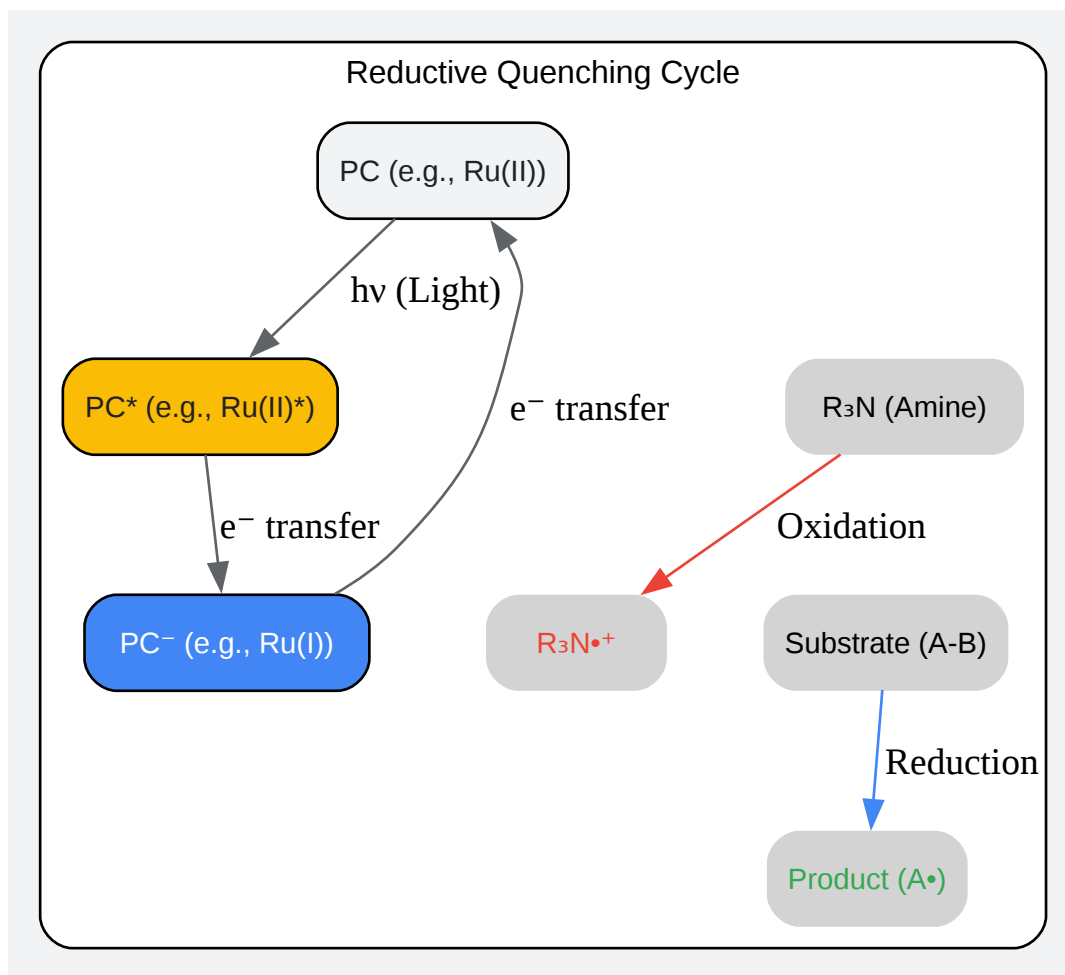 Reductive Quenching Cycle
PC (e.g., Ru(II))
hν (Light)
PC* (e.g., Ru(II)*)
e⁻ transfer
R₃N (Amine)
e⁻ transfer
Oxidation
PC⁻ (e.g., Ru(I))
R₃N•⁺
Substrate (A-B)
Reduction
Product (A•)